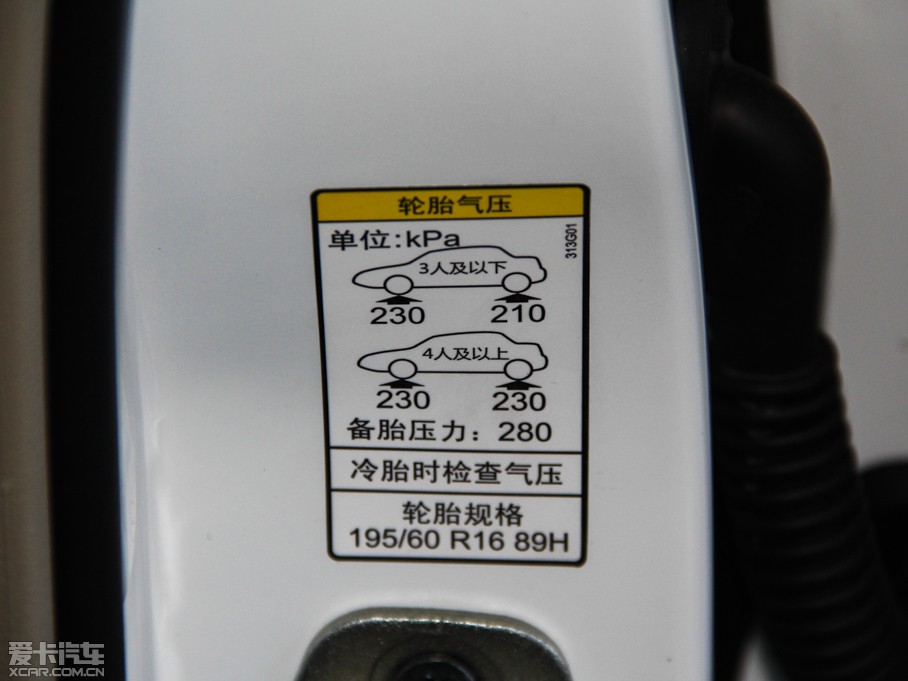 轮胎气压
单位:kPa
313G01
3人及以下
230 210
4人及以上
230 230
备胎压力：280
冷胎时检查气压
轮胎规格
195/60 R16 89H
爱卡汽车
XCAR.COM.CN